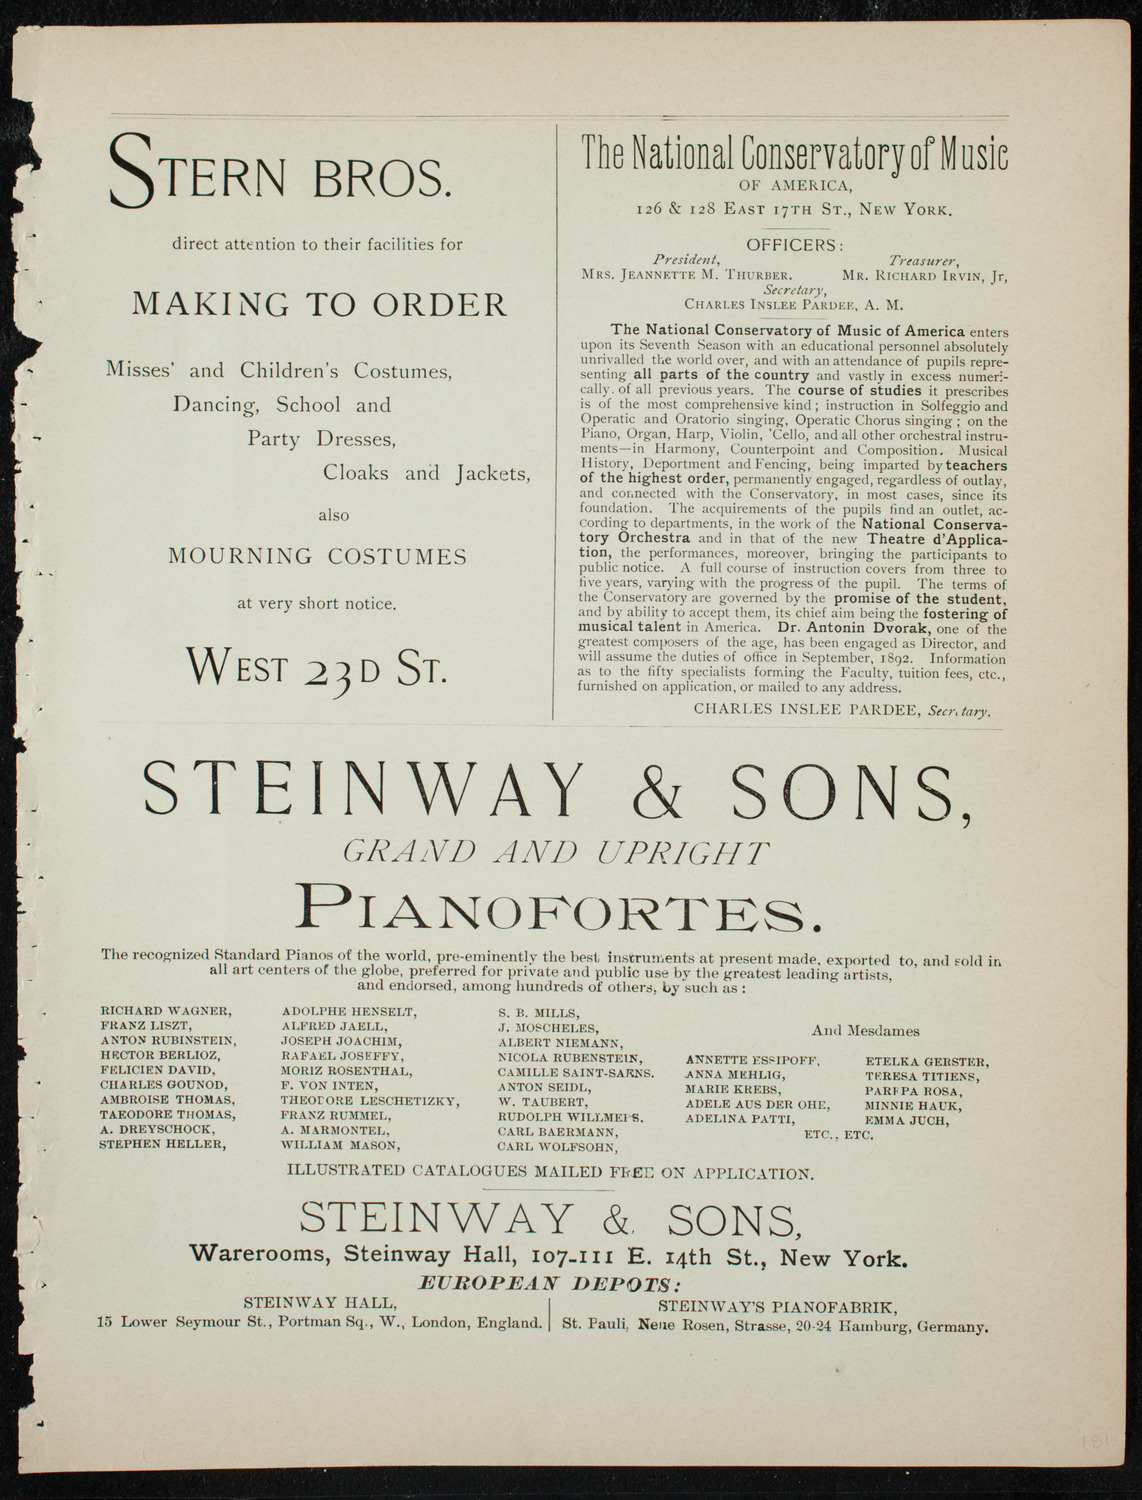 STERN BROS.
direct attention to their facilities for
MAKING TO ORDER
Misses' and Children's Costumes,
Dancing, School and
Party Dresses,
Cloaks and Jackets,
also
MOURNING COSTUMES
at very short notice.
WEST 23D ST.
The National Conservatory of Music
OF AMERICA,
126 & 128 EAST 17TH ST., NEW YORK.
OFFICERS:
President, Treasurer,
MRS. JEANNETTE M. THURBER. MR. RICHARD IRVIN, Jr,
Secretary,
CHARLES INSLEE PARDEE, A. M.
The National Conservatory of Music of America enters
upon its Seventh Season with an educational personnel absolutely
unrivalled the world over, and with an attendance of pupils repre-
senting all parts of the country and vastly in excess numeri-
cally. of all previous years. The course of studies it prescribes
is of the most comprehensive kind; instruction in Solfeggio and
Operatic and Oratorio singing, Operatic Chorus singing; on the
Piano, Organ, Harp, Violin, 'Cello, and all other orchestral instru-
ments—in Harmony, Counterpoint and Composition. Musical
History, Deportment and Fencing, being imparted by teachers
of the highest order, permanently engaged, regardless of outlay,
and connected with the Conservatory, in most cases, since its
foundation. The acquirements of the pupils find an outlet, ac-
cording to departments, in the work of the National Conserva-
tory Orchestra and in that of the new Theatre d'Applica-
tion, the performances, moreover, bringing the participants to
public notice. A full course of instruction covers from three to
five years, varying with the progress of the pupil. The terms of
the Conservatory are governed by the promise of the student,
and by ability to accept them, its chief aim being the fostering of
musical talent in America. Dr. Antonin Dvorak, one of the
greatest composers of the age, has been engaged as Director, and
will assume the duties of office in September, 1892. Information
as to the fifty specialists forming the Faculty, tuition fees, etc.,
furnished on application, or mailed to any address.
CHARLES INSLEE PARDEE, Secretary.
STEINWAY & SONS,
GRAND AND UPRIGHT
PIANOFORTES.
The recognized Standard Pianos of the world, pre-eminently the best instruments at present made, exported to, and sold in
all art centers of the globe, preferred for private and public use by the greatest leading artists,
and endorsed, among hundreds of others, by such as:
RICHARD WAGNER,
FRANZ LISZT,
ANTON RUBINSTEIN,
HECTOR BERLIOZ,
FELICIEN DAVID,
CHARLES GOUNOD,
AMBROISE THOMAS,
TAEODORE THOMAS,
A. DREYSCHOCK,
STEPHEN HELLER,
ADOLPHE HENSELT,
ALFRED JAELL,
JOSEPH JOACHIM,
RAFAEL JOSEFFY,
MORIZ ROSENTHAL,
F. VON INTEN,
THEODORE LESCHETIZKY,
FRANZ RUMMEL,
A. MARMONTEL,
WILLIAM MASON,
S. B. MILLS,
J. MOSCHELES,
ALBERT NIEMANN,
NICOLA RUBENSTEIN,
CAMILLE SAINT-SARNS.
ANTON SEIDL,
W. TAUBERT,
RUDOLPH WILLMERS.
CARL BAERMANN,
CARL WOLFSOHN,
And Mesdames
ANNETTE ESSIPOFF,
ANNA MEHLIG,
MARIE KREBS,
ADELE AUS DER OHE,
ADELINA PATTI,
ETELKA GERSTER,
TERESA TITIENS,
PAREPA ROSA,
MINNIE HAUK,
EMMA JUCH,
ETC., ETC.
ILLUSTRATED CATALOGUES MAILED FREE ON APPLICATION.
STEINWAY & SONS,
Warerooms, Steinway Hall, 107-111 E. 14th St., New York.
EUROPEAN DEPOTS:
STEINWAY HALL,
15 Lower Seymour St., Portman Sq., W., London, England.
STEINWAY'S PIANOFABRIK,
St. Pauli, Neue Rosen, Strasse, 20-24 Hamburg, Germany.
181